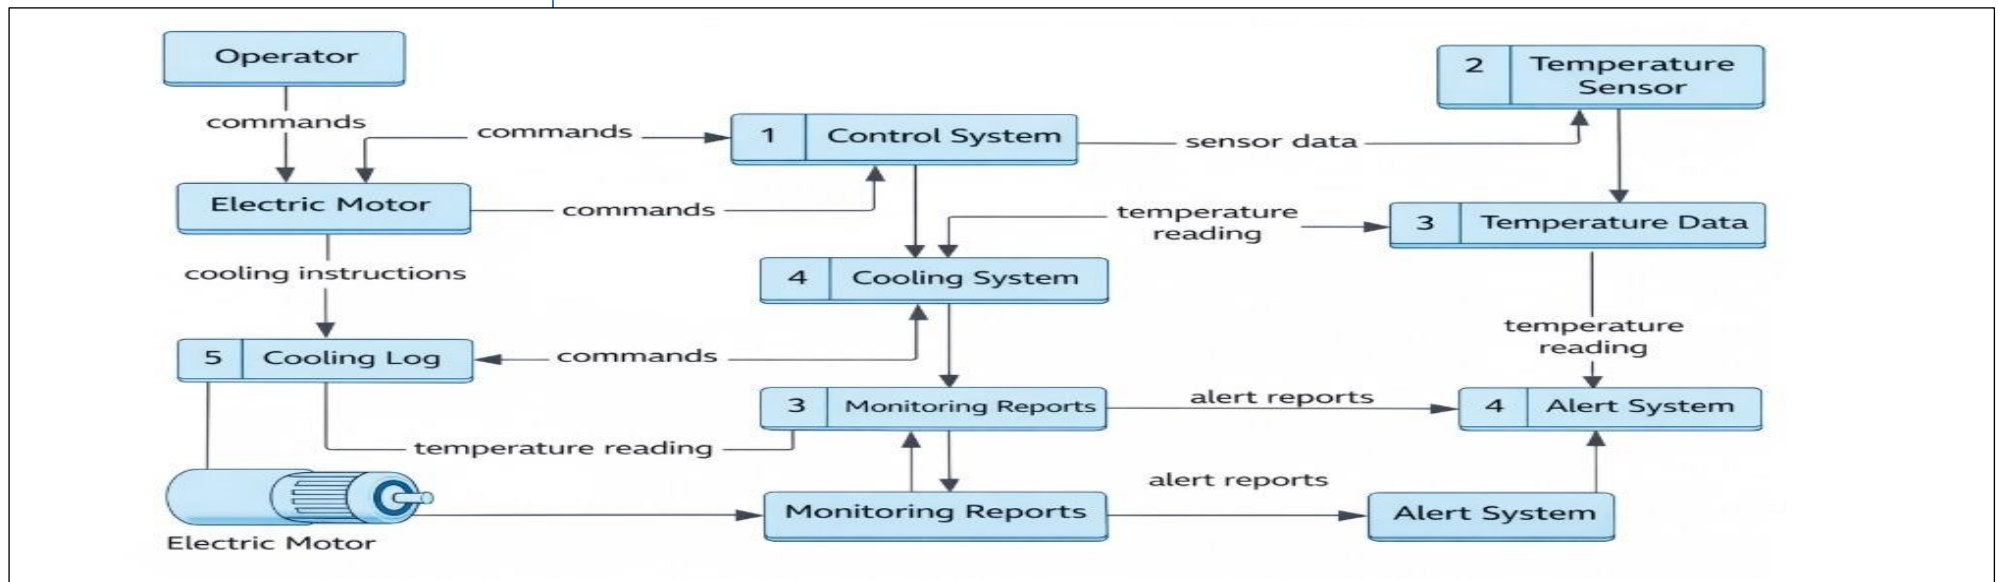 Operator
2 Temperature
Sensor
commands
commands
1 Control System
sensor data
Electric Motor
commands
temperature
reading
3 Temperature Data
cooling instructions
4 Cooling System
temperature
reading
5 Cooling Log
commands
3 Monitoring Reports
alert reports
4 Alert System
temperature reading
alert reports
Monitoring Reports
Alert System
Electric Motor